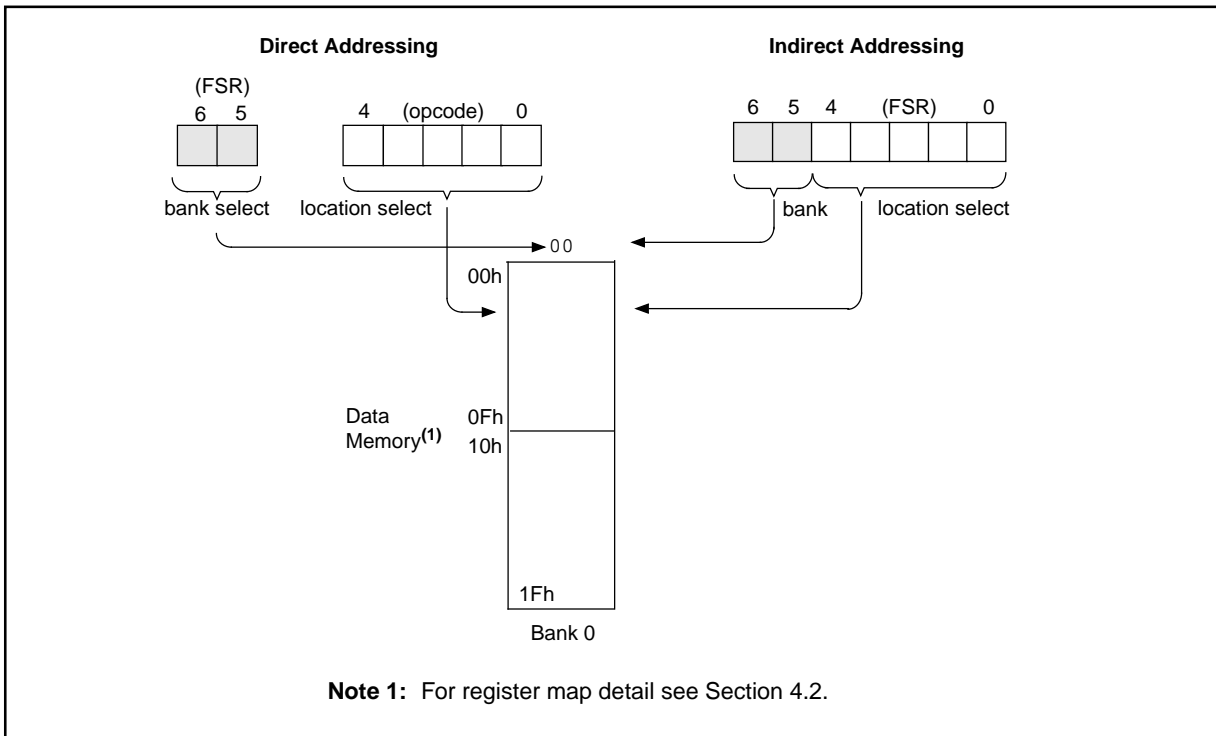 Direct Addressing
Indirect Addressing
(FSR)
6 5
4 (opcode) 0
6 5 4 (FSR) 0
bank select
location select
bank
location select
00
00h
Data
Memory(1)
0Fh
10h
1Fh
Bank 0
Note 1: For register map detail see Section 4.2.